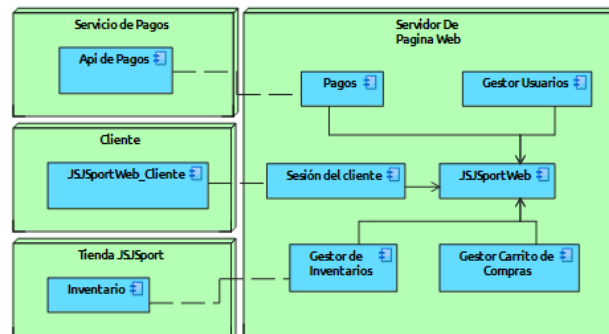 Servicio de Pagos
Api de Pagos
Servidor De
Pagina Web
Pagos
Gestor Usuarios
Cliente
JSJSportWeb_Cliente
Sesión del cliente
JSJSportWeb
Tienda JSJSport
Inventario
Gestor de
Inventarios
Gestor Carrito de
Compras